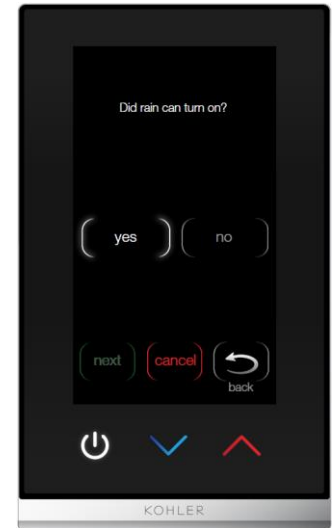 Did rain can turn on?
yes
no
next
cancel
back
KOHLER